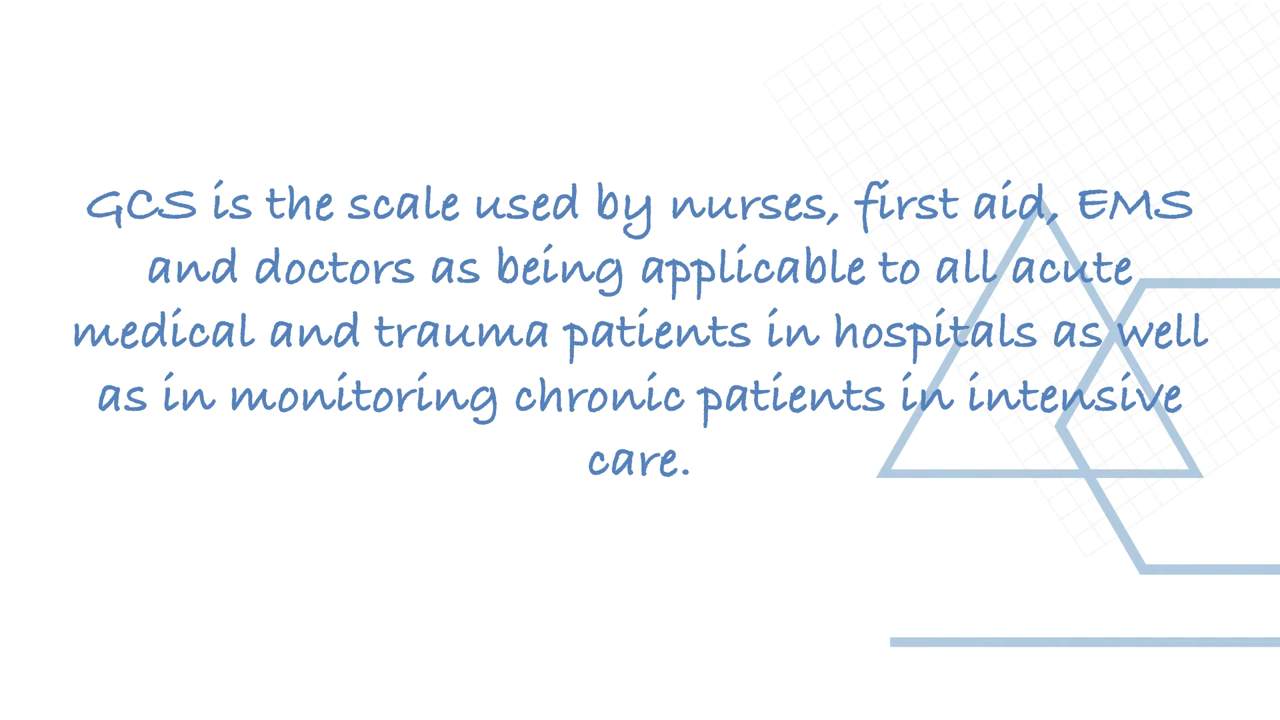 GCS is the scale used by nurses, first aid, EMS
and doctors as being applicable to all acute
medical and trauma patients in hospitals as well
as in monitoring chronic patients in intensive
care.